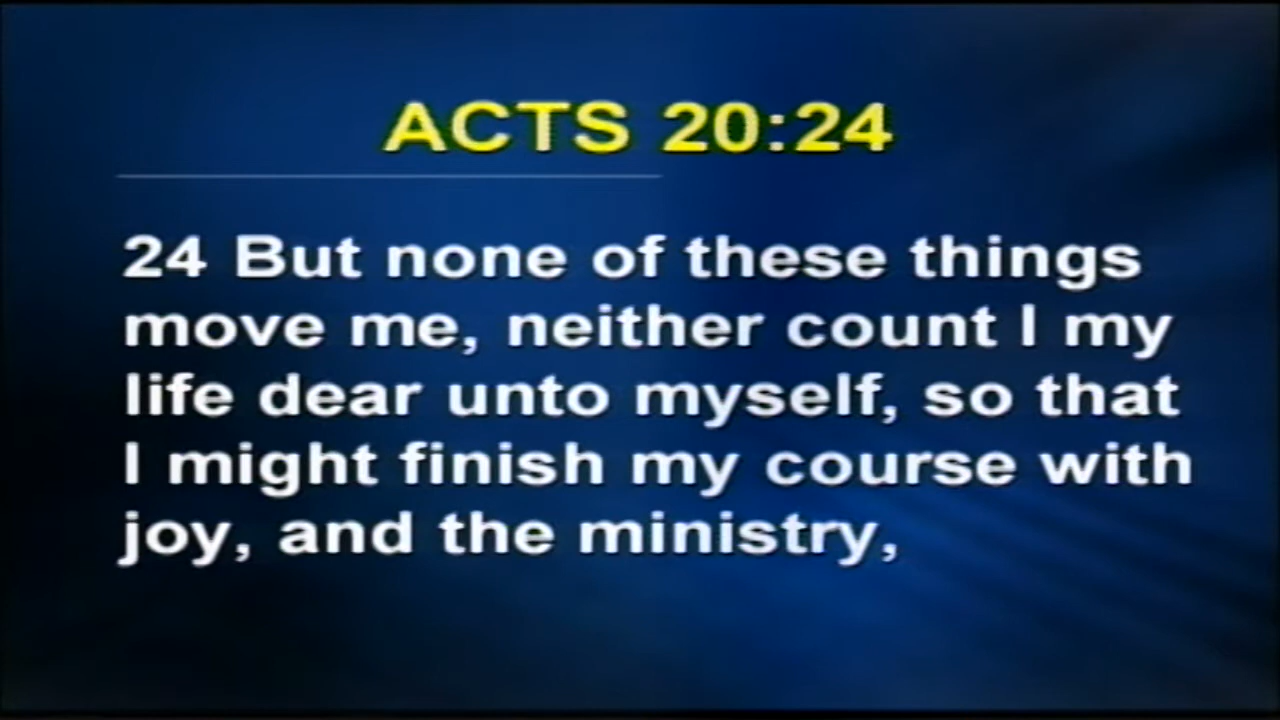 ACTS 20:24
24 But none of these things
move me, neither count I my
life dear unto myself, so that
I might finish my course with
joy, and the ministry,